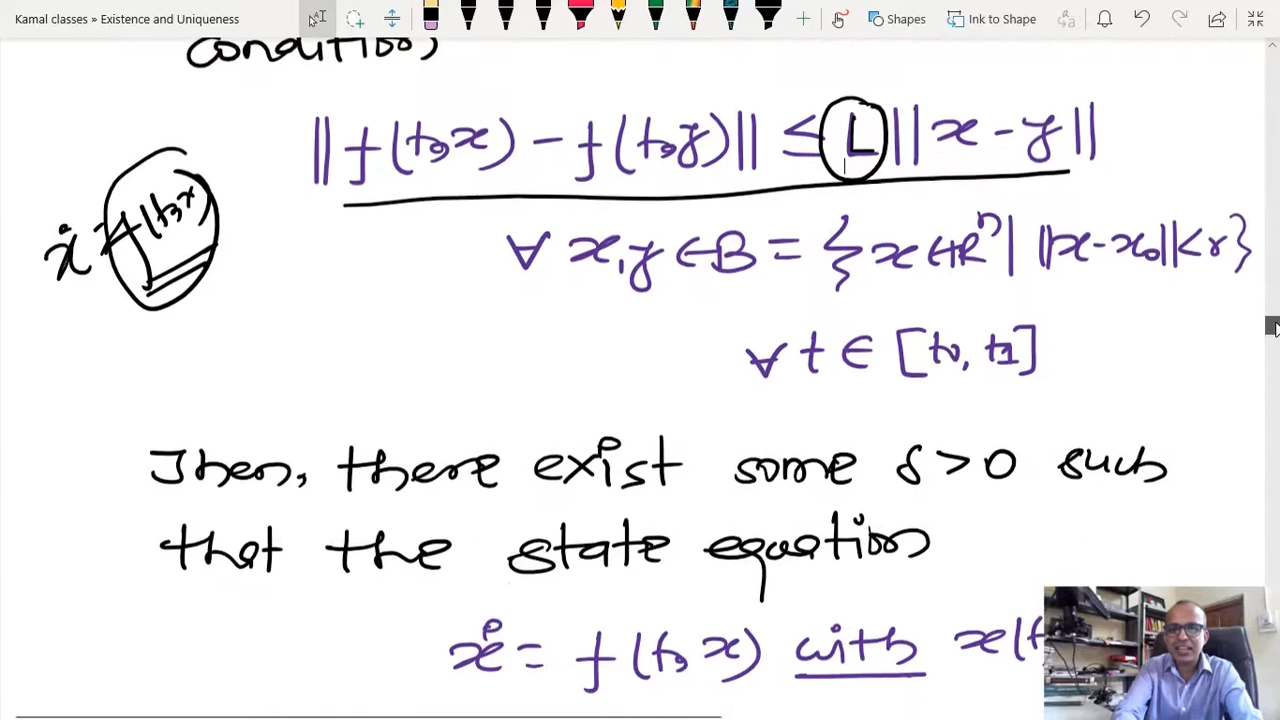 Kamal classes » Existence and Uniqueness
Shapes
Ink to Shape
condition,
||f(t,x) - f(t,y)|| ≤ L ||x-y||
ẋ = f(t,x)
∀ x,y ∈ B = {x ∈ R^n | ||x-x0|| < r}
∀ t ∈ [t0, t1]
Then, there exist some δ>0 such
that the state equation
ẋ = f(t,x) with x(t